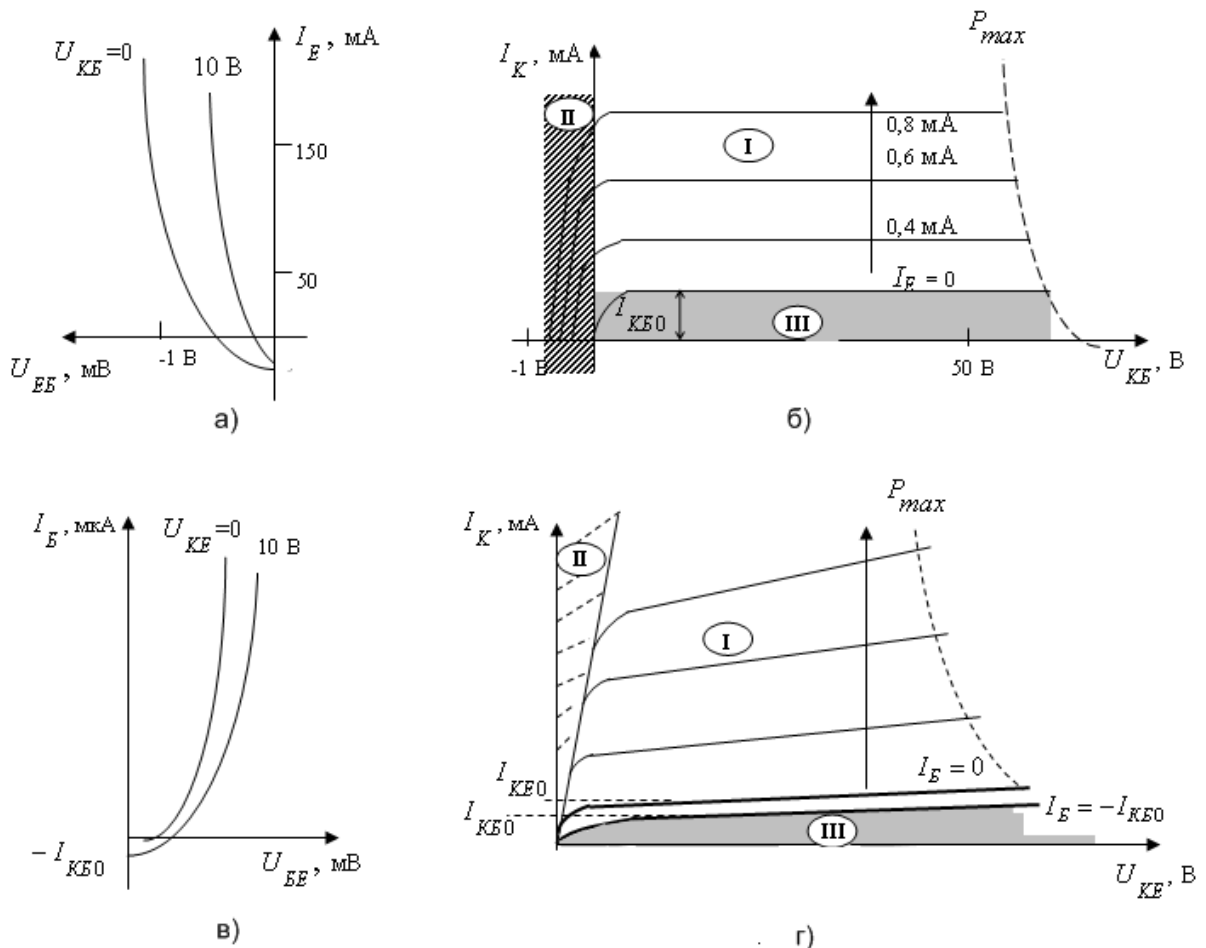 U_КБ=0
10 В
I_E , мА
150
50
-1 В
U_ЕБ , мВ
а)
I_К , мА
P_max
II
I
0,8 мА
0,6 мА
0,4 мА
I_E = 0
I_КБ0
III
-1 В
50 В
U_КБ , В
б)
I_Б , мкА
U_КЕ=0
10 В
− I_КБ0
U_БЕ , мВ
в)
I_К , мА
P_max
II
I
I_КЕ0
I_Б = 0
I_КБ0
I_Б = −I_КБ0
III
U_КЕ , В
г)